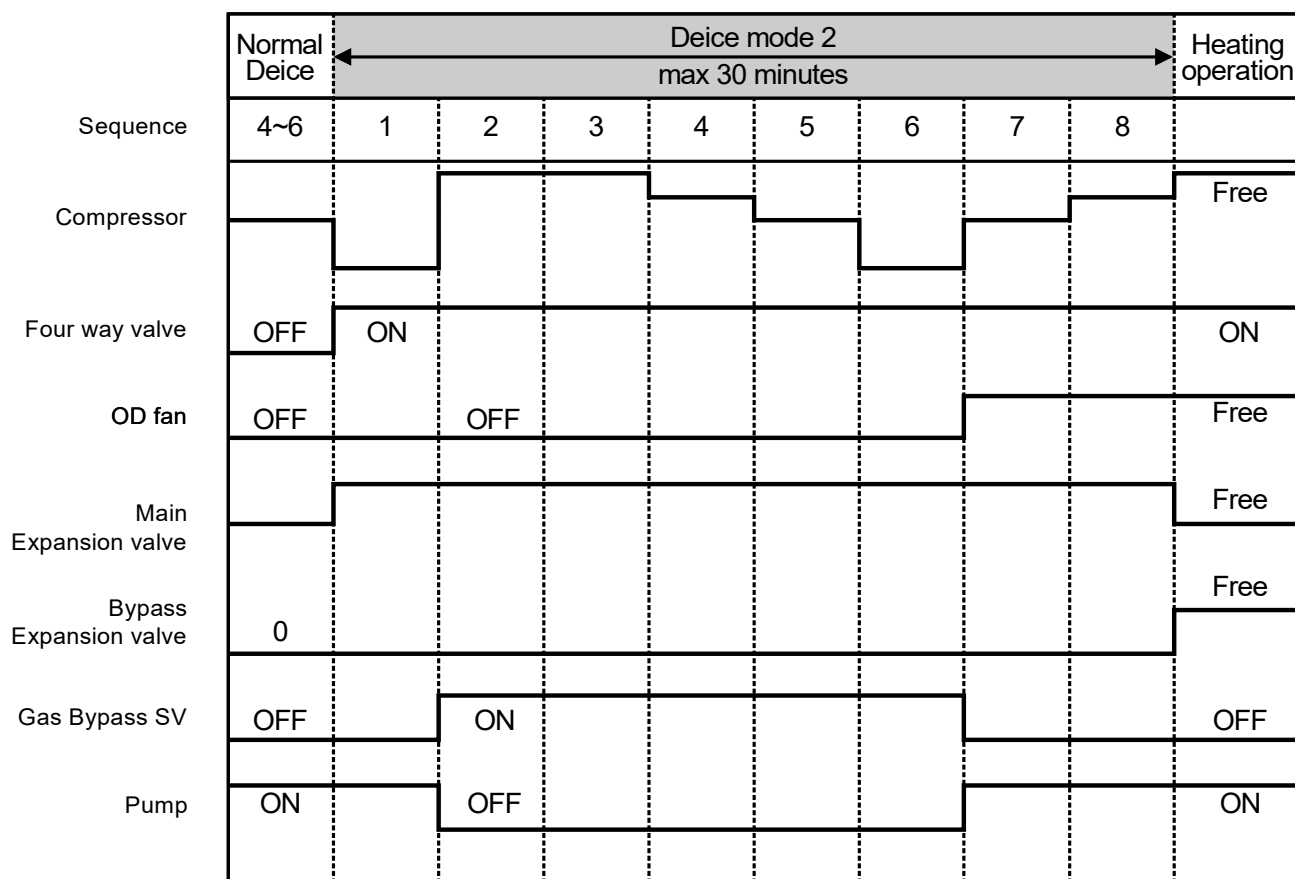 Normal
Deice
Deice mode 2
max 30 minutes
Heating
operation
Sequence 4~6 1 2 3 4 5 6 7 8
Compressor Free
Four way valve OFF ON ON
OD fan OFF OFF Free
Main
Expansion valve
Free
Bypass
Expansion valve
0
Free
Gas Bypass SV OFF ON OFF
Pump ON OFF ON